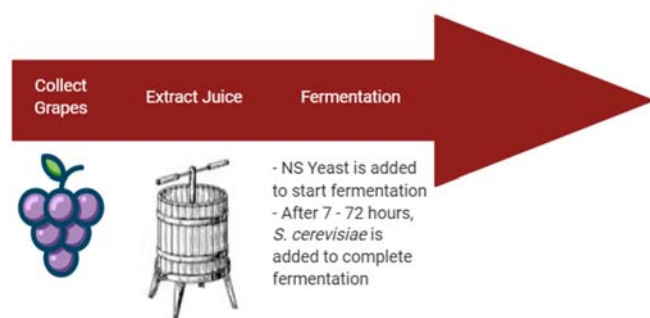 Collect
Grapes
Extract Juice
Fermentation
- NS Yeast is added
to start fermentation
- After 7 - 72 hours,
S. cerevisiae is
added to complete
fermentation